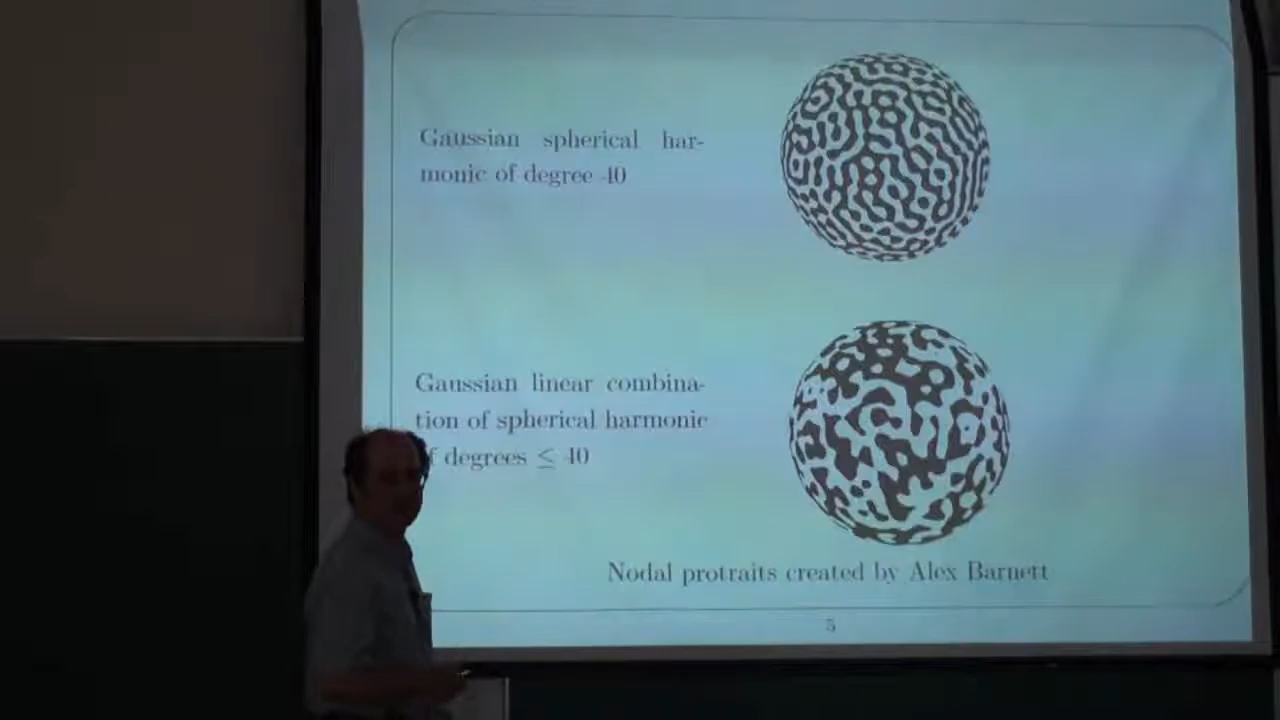 Gaussian spherical har-
monic of degree 40
Gaussian linear combina-
tion of spherical harmonic
of degrees ≤ 40
Nodal protraits created by Alex Barnett
5